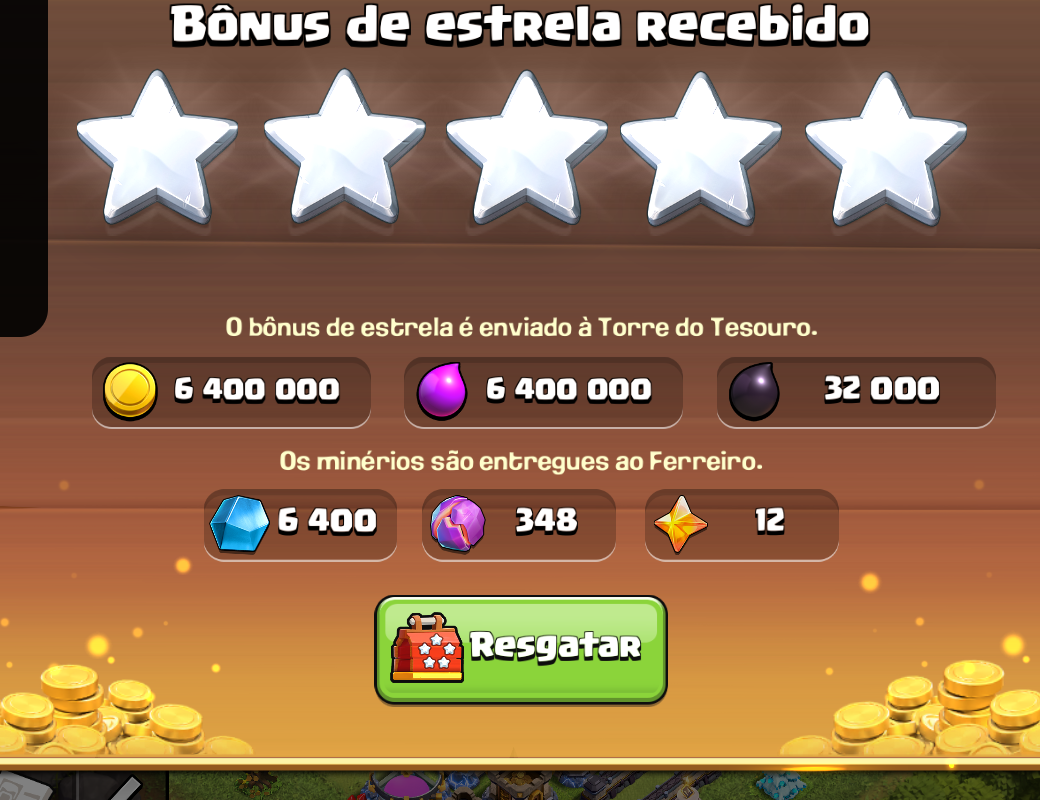 Bônus de estrela recebido
O bônus de estrela é enviado à Torre do Tesouro.
6 400 000 6 400 000 32 000
Os minérios são entregues ao Ferreiro.
6 400 348 12
Resgatar